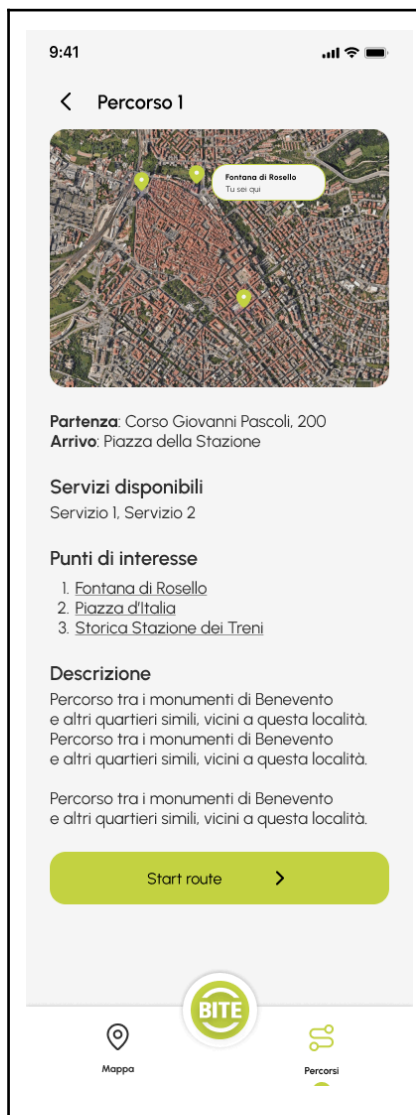 9:41
Percorso 1
Fontana di Rosello
Tu sei qui
Partenza: Corso Giovanni Pascoli, 200
Arrivo: Piazza della Stazione
Servizi disponibili
Servizio 1, Servizio 2
Punti di interesse
1. Fontana di Rosello
2. Piazza d'Italia
3. Storica Stazione dei Treni
Descrizione
Percorso tra i monumenti di Benevento
e altri quartieri simili, vicini a questa località.
Percorso tra i monumenti di Benevento
e altri quartieri simili, vicini a questa località.
Percorso tra i monumenti di Benevento
e altri quartieri simili, vicini a questa località.
Start route
BITE
Mappa
Percorsi